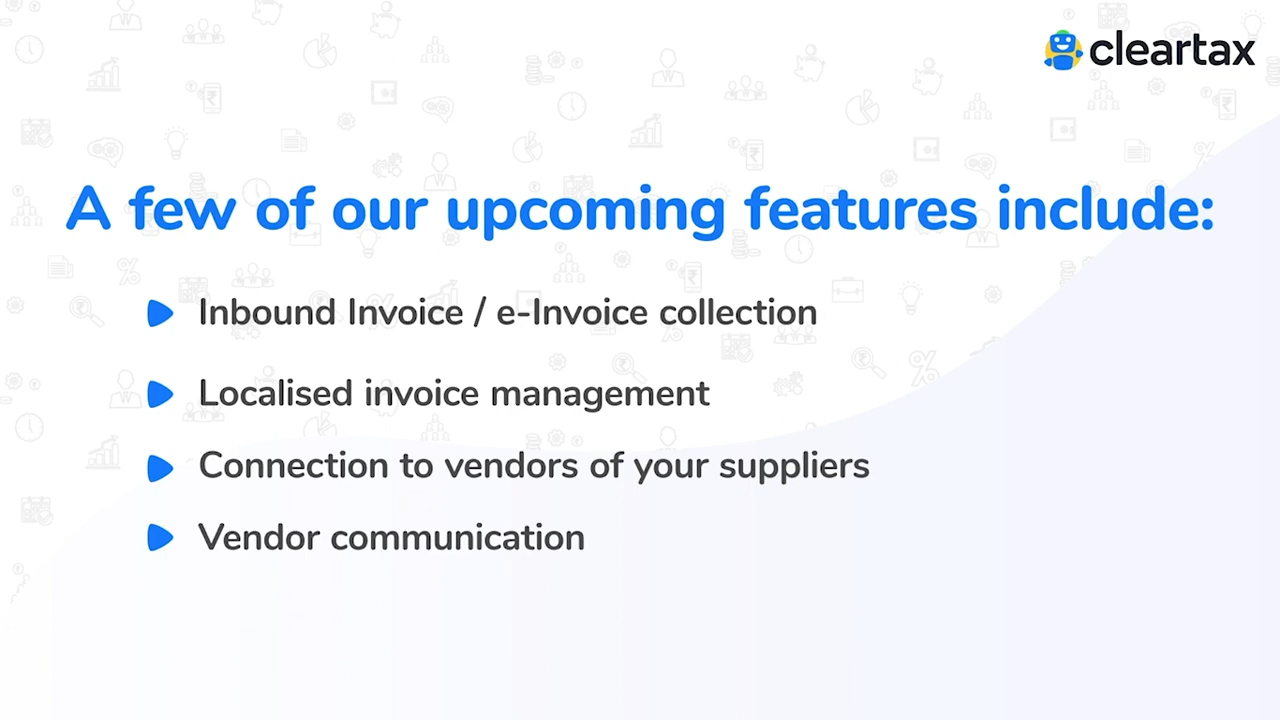 cleartax
A few of our upcoming features include:
Inbound Invoice / e-Invoice collection
Localised invoice management
Connection to vendors of your suppliers
Vendor communication